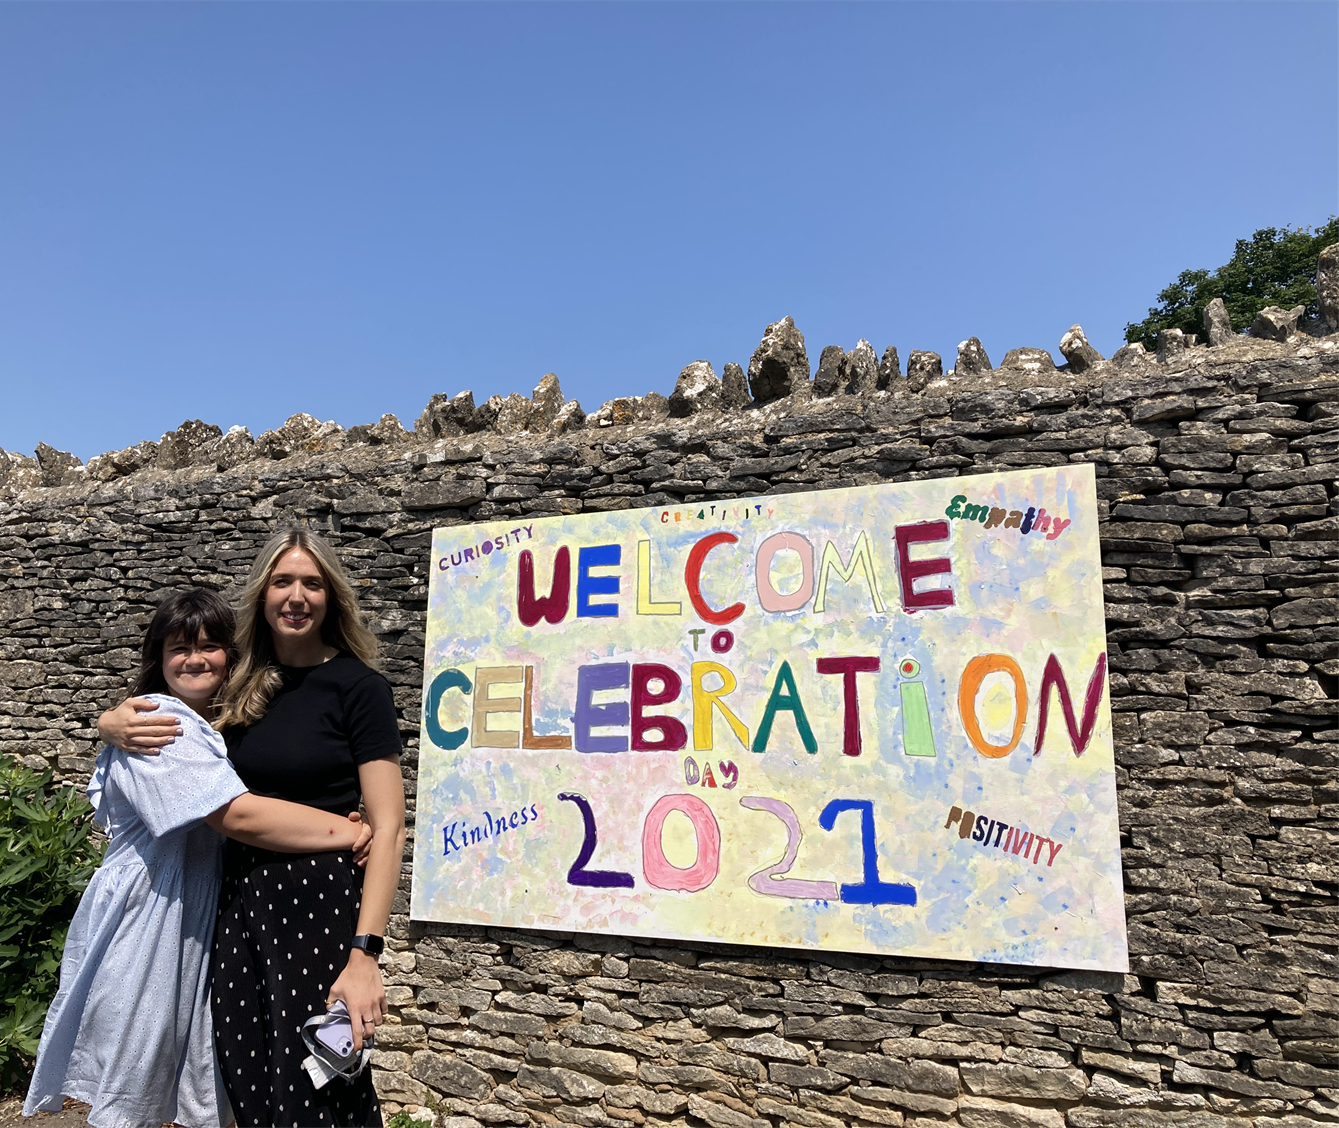 CREATIVITY
CURIOSITY
Empathy
WELCOME
TO
CELEBRATiON
DAY
2021
Kindness
POSITIVITY